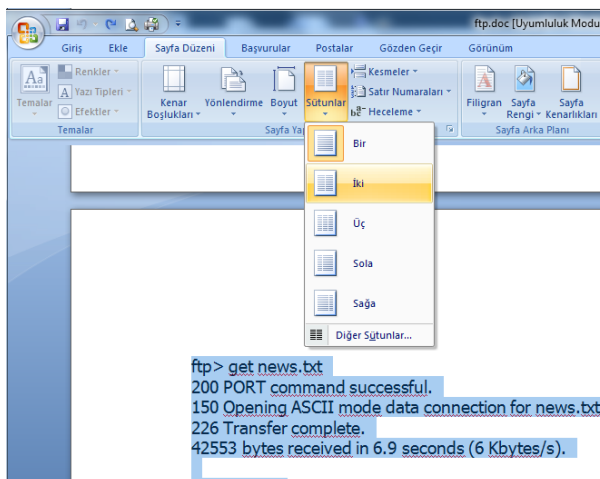 ftp.doc [Uyumluluk Modu
Giriş Ekle Sayfa Düzeni Başvurular Postalar Gözden Geçir Görünüm
Aa Renkler Kesmeler
A Yazı Tipleri Satır Numaraları
Temalar Efektler Kenar Boşlukları Yönlendirme Boyut Sütunlar Heceleme Filigran Sayfa Rengi Sayfa Kenarlıkları
Temalar Sayfa Yap Sayfa Arka Planı
Bir
İki
Üç
Sola
Sağa
Diğer Sütunlar...
ftp> get news.txt
200 PORT command successful.
150 Opening ASCII mode data connection for news.txt
226 Transfer complete.
42553 bytes received in 6.9 seconds (6 Kbytes/s).